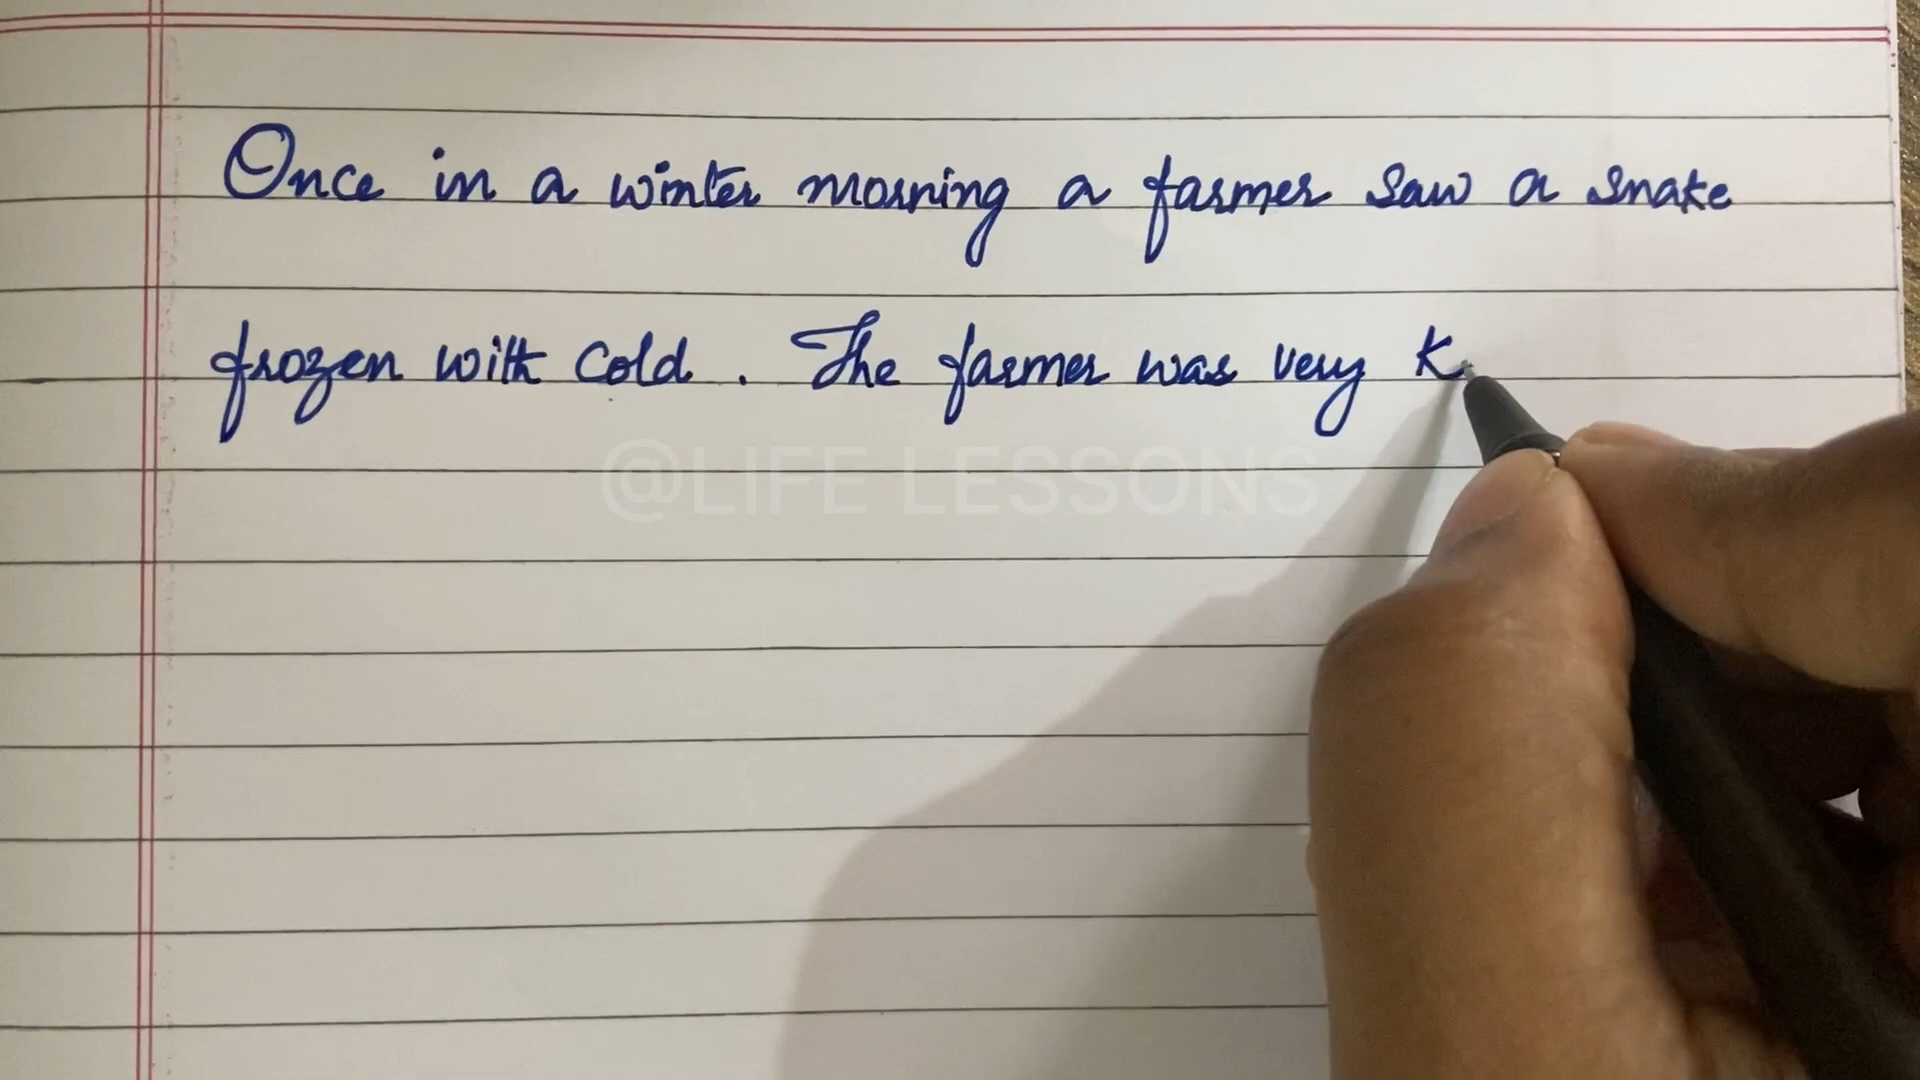 Once in a winter morning a farmer saw a snake
frozen with cold. The farmer was very k
@LIFE LESSONS